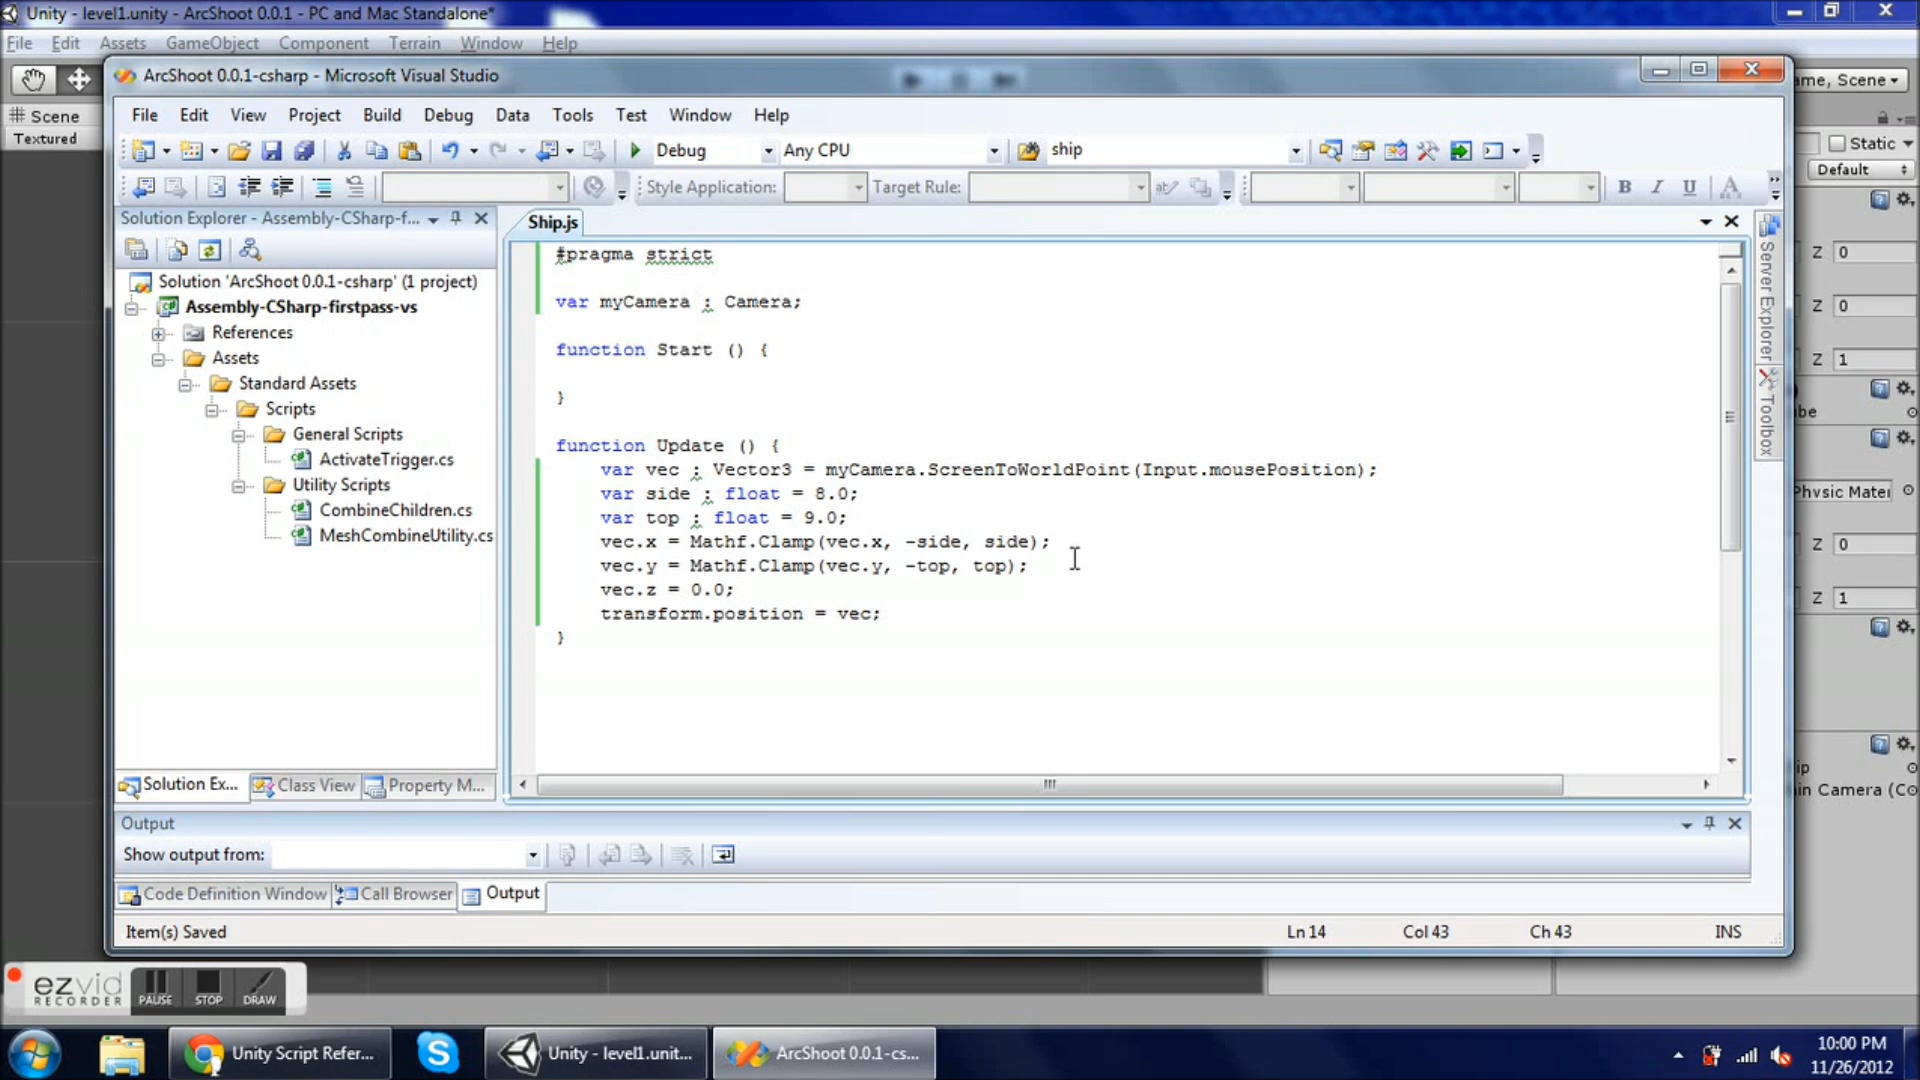 Unity - level1.unity - ArcShoot 0.0.1 - PC and Mac Standalone*
File Edit Assets GameObject Component Terrain Window Help
ArcShoot 0.0.1-csharp - Microsoft Visual Studio
ame, Scene
Scene
Textured
Static
Default
File Edit View Project Build Debug Data Tools Test Window Help
Debug Any CPU ship
Style Application: Target Rule: B I U A
Solution Explorer - Assembly-CSharp-f...
Solution 'ArcShoot 0.0.1-csharp' (1 project)
Assembly-CSharp-firstpass-vs
References
Assets
Standard Assets
Scripts
General Scripts
ActivateTrigger.cs
Utility Scripts
CombineChildren.cs
MeshCombineUtility.cs
Solution Ex... Class View Property M...
Ship.js
#pragma strict
var myCamera : Camera;
function Start () {
}
function Update () {
var vec : Vector3 = myCamera.ScreenToWorldPoint(Input.mousePosition);
var side : float = 8.0;
var top : float = 9.0;
vec.x = Mathf.Clamp(vec.x, -side, side);
vec.y = Mathf.Clamp(vec.y, -top, top);
vec.z = 0.0;
transform.position = vec;
}
Server Explorer
Toolbox
Z 0
Z 0
Z 1
be
Physic Mater
Z 0
Z 1
ip
in Camera (Co
Output
Show output from:
Code Definition Window Call Browser Output
Item(s) Saved Ln 14 Col 43 Ch 43 INS
ezvid
RECORDER
PAUSE STOP DRAW
Unity Script Refer...
Unity - level1.unit...
ArcShoot 0.0.1-cs...
10:00 PM
11/26/2012